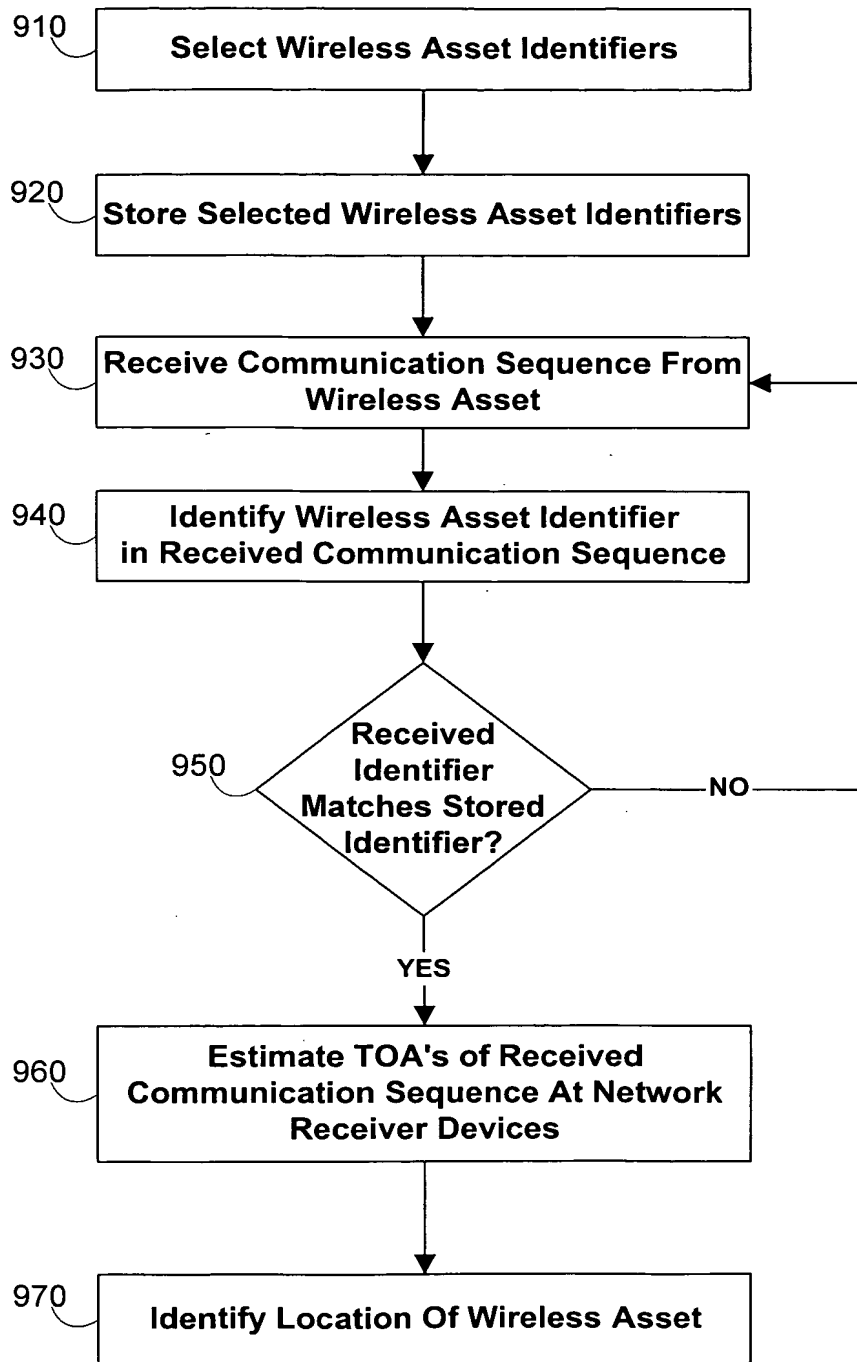 910
Select Wireless Asset Identifiers
920
Store Selected Wireless Asset Identifiers
930
Receive Communication Sequence From
Wireless Asset
940
Identify Wireless Asset Identifier
in Received Communication Sequence
950
Received
Identifier
Matches Stored
Identifier?
NO
YES
960
Estimate TOA's of Received
Communication Sequence At Network
Receiver Devices
970
Identify Location Of Wireless Asset